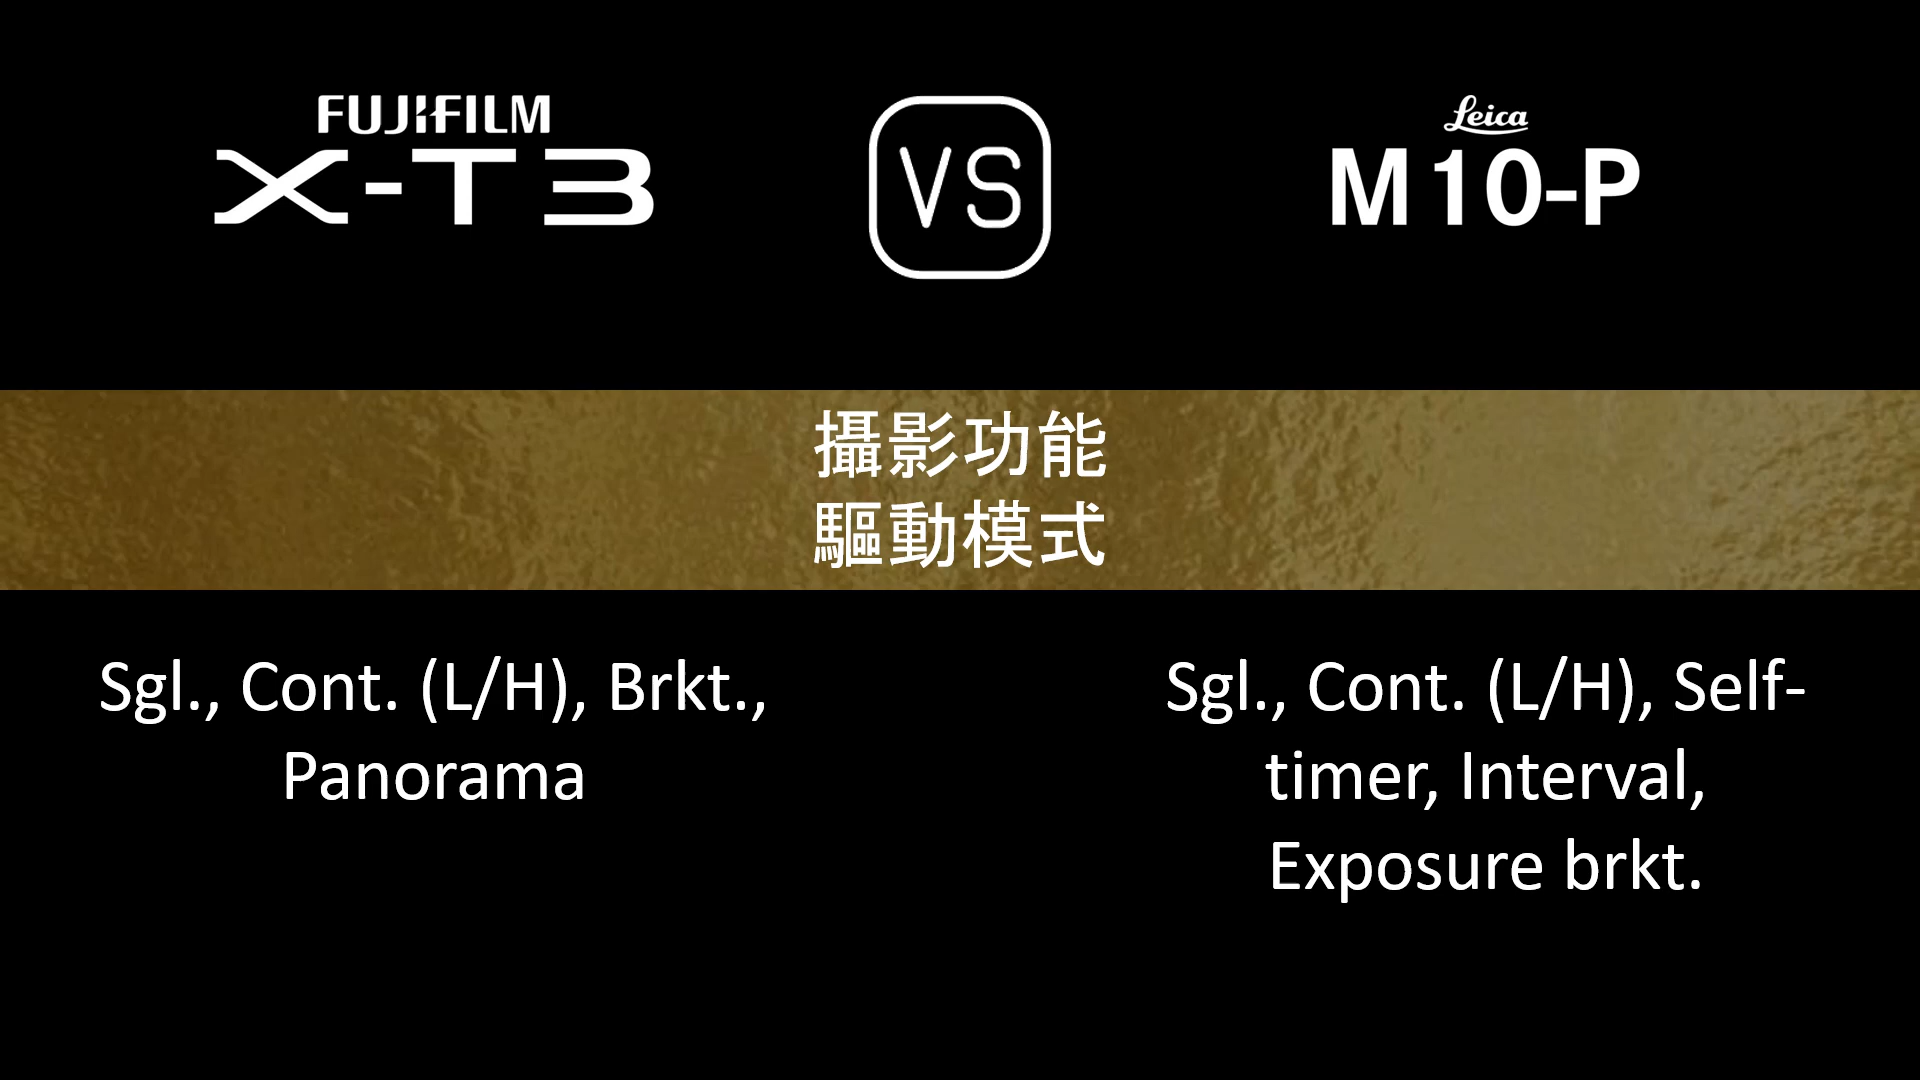 FUJIFILM
X-T3
VS
Leica
M10-P
攝影功能
驅動模式
Sgl., Cont. (L/H), Brkt.,
Panorama
Sgl., Cont. (L/H), Self-
timer, Interval,
Exposure brkt.